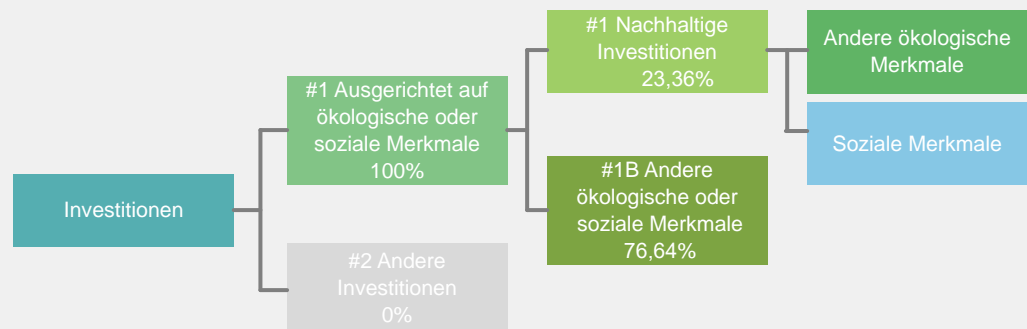 Investitionen
#1 Ausgerichtet auf
ökologische oder
soziale Merkmale
100%
#2 Andere
Investitionen
0%
#1 Nachhaltige
Investitionen
23,36%
#1B Andere
ökologische oder
soziale Merkmale
76,64%
Andere ökologische
Merkmale
Soziale Merkmale